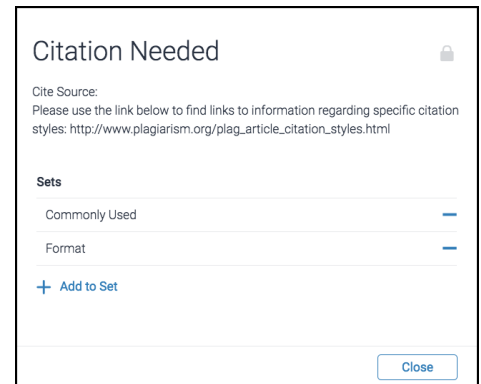 Citation Needed
Cite Source:
Please use the link below to find links to information regarding specific citation
styles: http://www.plagiarism.org/plag_article_citation_styles.html
Sets
Commonly Used
Format
+ Add to Set
Close